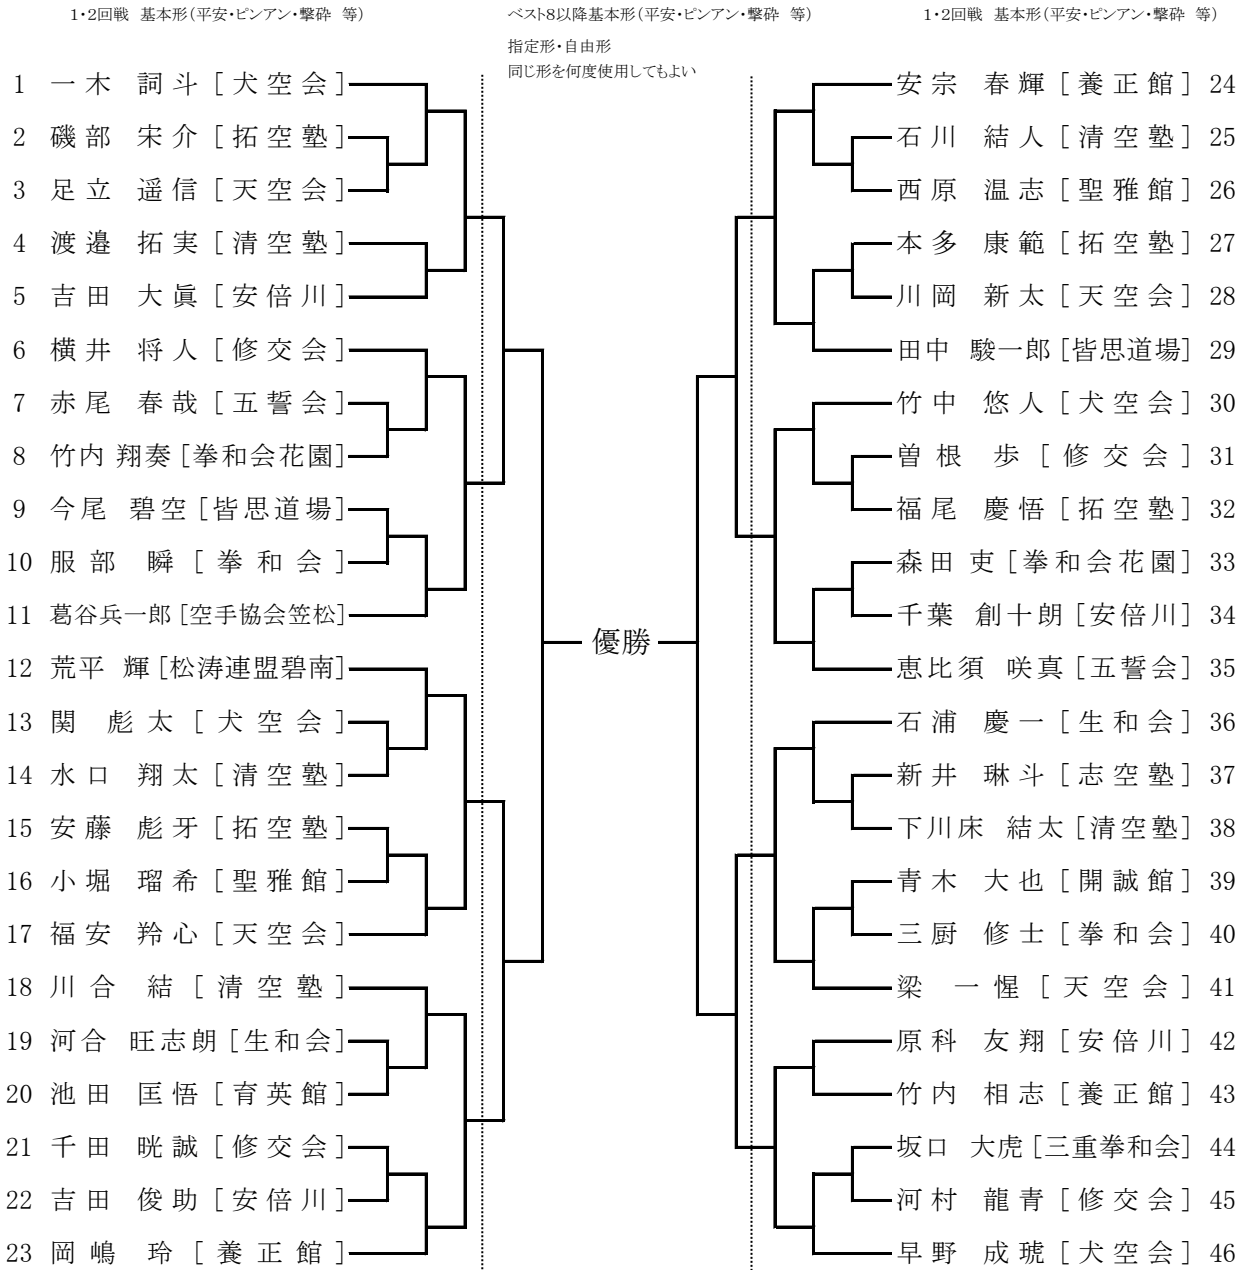 1・2回戦 基本形(平安・ピンアン・撃砕 等)
ベスト8以降基本形(平安・ピンアン・撃砕 等)
指定形・自由形
同じ形を何度使用してもよい
1・2回戦 基本形(平安・ピンアン・撃砕 等)
1 一木 詞斗 [犬空会]
2 磯部 宋介 [拓空塾]
3 足立 遥信 [天空会]
4 渡邉 拓実 [清空塾]
5 吉田 大眞 [安倍川]
6 横井 将人 [修交会]
7 赤尾 春哉 [五誓会]
8 竹内 翔奏 [拳和会花園]
9 今尾 碧空 [皆思道場]
10 服部 瞬 [拳和会]
11 葛谷兵一郎 [空手協会笠松]
12 荒平 輝 [松涛連盟碧南]
13 関 彪太 [犬空会]
14 水口 翔太 [清空塾]
15 安藤 彪牙 [拓空塾]
16 小堀 瑠希 [聖雅館]
17 福安 羚心 [天空会]
18 川合 結 [清空塾]
19 河合 旺志朗 [生和会]
20 池田 匡悟 [育英館]
21 千田 晄誠 [修交会]
22 吉田 俊助 [安倍川]
23 岡嶋 玲 [養正館]
優勝
安宗 春輝 [養正館] 24
石川 結人 [清空塾] 25
西原 温志 [聖雅館] 26
本多 康範 [拓空塾] 27
川岡 新太 [天空会] 28
田中 駿一郎 [皆思道場] 29
竹中 悠人 [犬空会] 30
曽根 歩 [修交会] 31
福尾 慶悟 [拓空塾] 32
森田 吏 [拳和会花園] 33
千葉 創十朗 [安倍川] 34
恵比須 咲真 [五誓会] 35
石浦 慶一 [生和会] 36
新井 琳斗 [志空塾] 37
下川床 結太 [清空塾] 38
青木 大也 [開誠館] 39
三厨 修士 [拳和会] 40
梁 一惺 [天空会] 41
原科 友翔 [安倍川] 42
竹内 相志 [養正館] 43
坂口 大虎 [三重拳和会] 44
河村 龍青 [修交会] 45
早野 成琥 [犬空会] 46